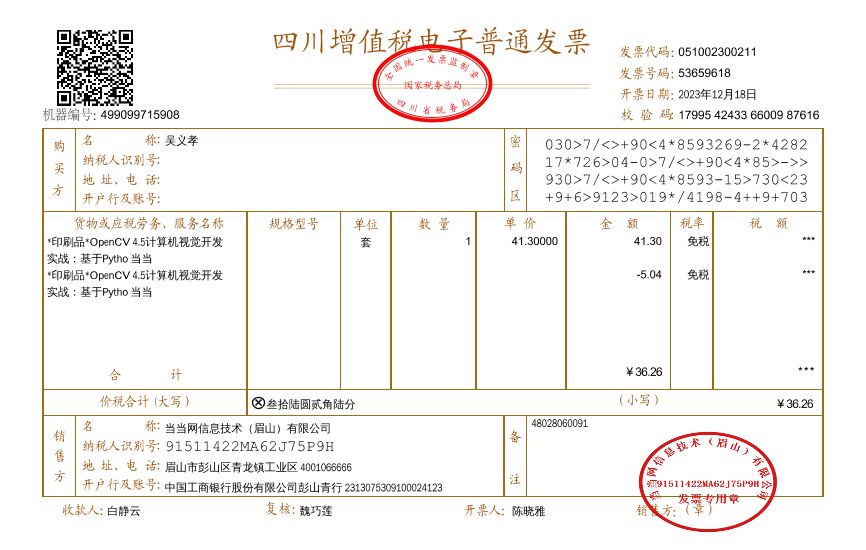 四川增值税电子普通发票
全国统一发票监制章
国家税务总局
四川省税务局
发票代码: 051002300211
发票号码: 53659618
开票日期: 2023年12月18日
校 验 码: 17995 42433 66009 87616
机器编号: 499099715908
购买方
名 称: 吴义孝
纳税人识别号:
地 址、电 话:
开户行及账号:
密码区
030>7/<>+90<4*8593269-2*4282
17*726>04-0>7/<>+90<4*85>->>
930>7/<>+90<4*8593-15>730<23
+9+6>9123>019*/4198-4++9+703
货物或应税劳务、服务名称 规格型号 单位 数 量 单 价 金 额 税率 税 额
*印刷品*OpenCV 4.5计算机视觉开发 套 1 41.30000 41.30 免税 ***
实战：基于Pytho 当当
*印刷品*OpenCV 4.5计算机视觉开发 -5.04 免税 ***
实战：基于Pytho 当当
合 计 ￥36.26 ***
价税合计 (大写) ⊗叁拾陆圆贰角陆分 (小写) ￥36.26
销售方
名 称: 当当网信息技术（眉山）有限公司
纳税人识别号: 91511422MA62J75P9H
地 址、电 话: 眉山市彭山区青龙镇工业区 4001066666
开户行及账号: 中国工商银行股份有限公司彭山青行 2313075309100024123
备注
48028060091
当当网信息技术（眉山）有限公司
91511422MA62J75P9H
发票专用章
收款人: 白静云 复核: 魏巧莲 开票人: 陈晓雅 销售方:（章）